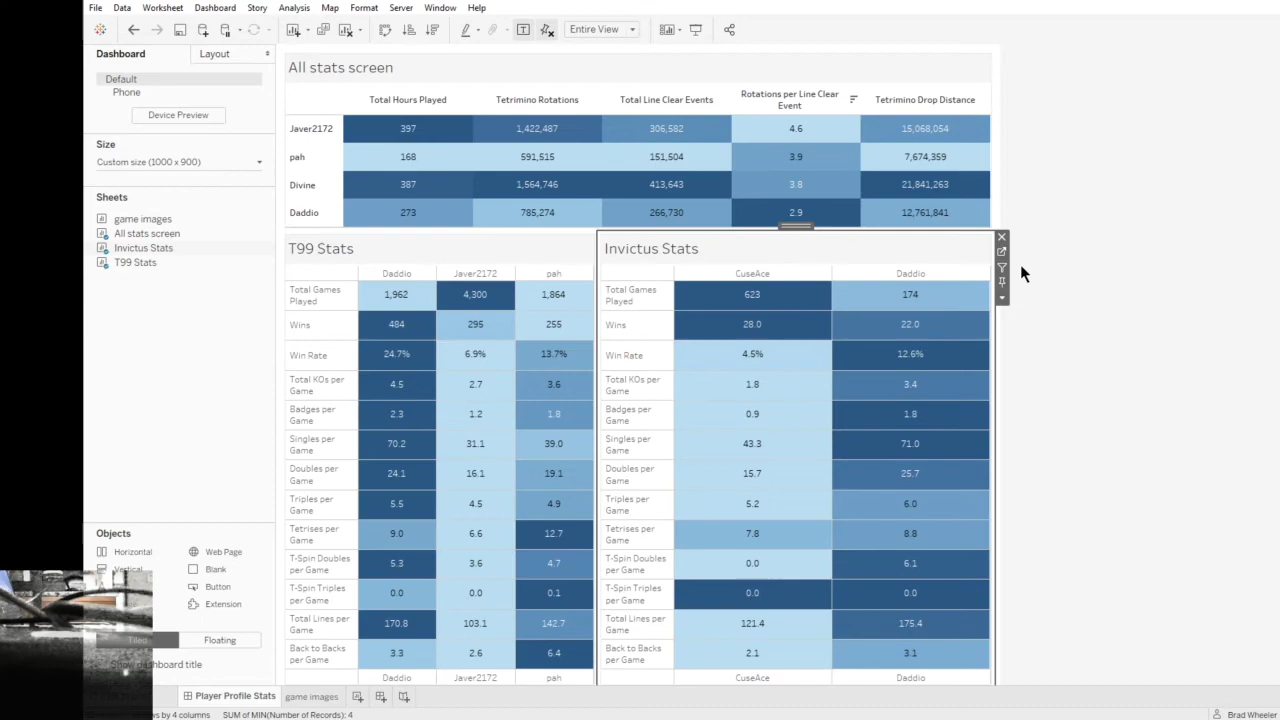 File Data Worksheet Dashboard Story Analysis Map Format Server Window Help
Entire View
Dashboard Layout
Default
Phone
Device Preview
Size
Custom size (1000 x 900)
Sheets
game images
All stats screen
Invictus Stats
T99 Stats
Objects
Horizontal Web Page
Vertical Blank
Button
Extension
Tiled Floating
Show dashboard title
All stats screen
Total Hours Played Tetrimino Rotations Total Line Clear Events Rotations per Line Clear Event Tetrimino Drop Distance
Javer2172 397 1,422,487 306,582 4.6 15,068,054
pah 168 591,515 151,504 3.9 7,674,359
Divine 387 1,564,746 413,643 3.8 21,841,263
Daddio 273 785,274 266,730 2.9 12,761,841
T99 Stats
Daddio Javer2172 pah
Total Games Played 1,962 4,300 1,864
Wins 484 295 255
Win Rate 24.7% 6.9% 13.7%
Total KOs per Game 4.5 2.7 3.6
Badges per Game 2.3 1.2 1.8
Singles per Game 70.2 31.1 39.0
Doubles per Game 24.1 16.1 19.1
Triples per Game 5.5 4.5 4.9
Tetrises per Game 9.0 6.6 12.7
T-Spin Doubles per Game 5.3 3.6 4.7
T-Spin Triples per Game 0.0 0.0 0.1
Total Lines per Game 170.8 103.1 142.7
Back to Backs per Game 3.3 2.6 6.4
Daddio Javer2172 pah
Invictus Stats
CuseAce Daddio
Total Games Played 623 174
Wins 28.0 22.0
Win Rate 4.5% 12.6%
Total KOs per Game 1.8 3.4
Badges per Game 0.9 1.8
Singles per Game 43.3 71.0
Doubles per Game 15.7 25.7
Triples per Game 5.2 6.0
Tetrises per Game 7.8 8.8
T-Spin Doubles per Game 0.0 6.1
T-Spin Triples per Game 0.0 0.0
Total Lines per Game 121.4 175.4
Back to Backs per Game 2.1 3.1
CuseAce Daddio
Player Profile Stats game images
by 4 columns SUM of MIN(Number of Records): 4 Brad Wheeler